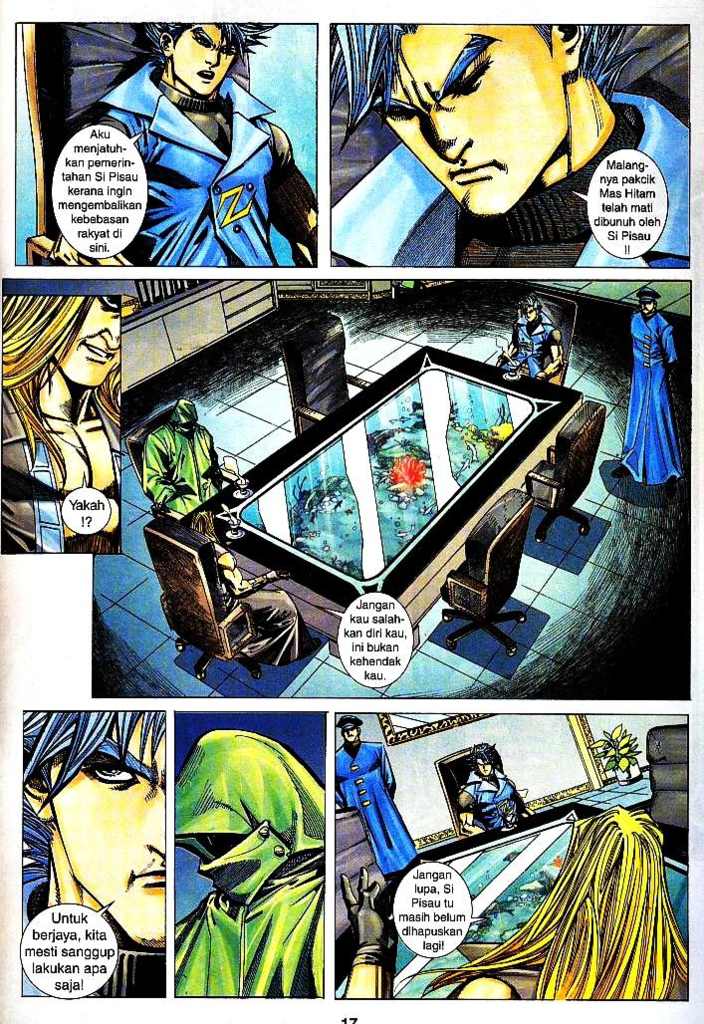 Aku
menjatuh-
kan pemerin-
tahan Si Pisau
kerana ingin
mengembalikan
kebebasan
rakyat di
sini.
Z
Malang-
nya pakcik
Mas Hitam
telah mati
dibunuh oleh
Si Pisau
!!
Yakah
!?
Jangan
kau salah-
kan diri kau,
ini bukan
kehendak
kau.
Untuk
berjaya, kita
mesti sanggup
lakukan apa
saja!
Jangan
lupa, Si
Pisau tu
masih belum
dihapuskan
lagi!
17